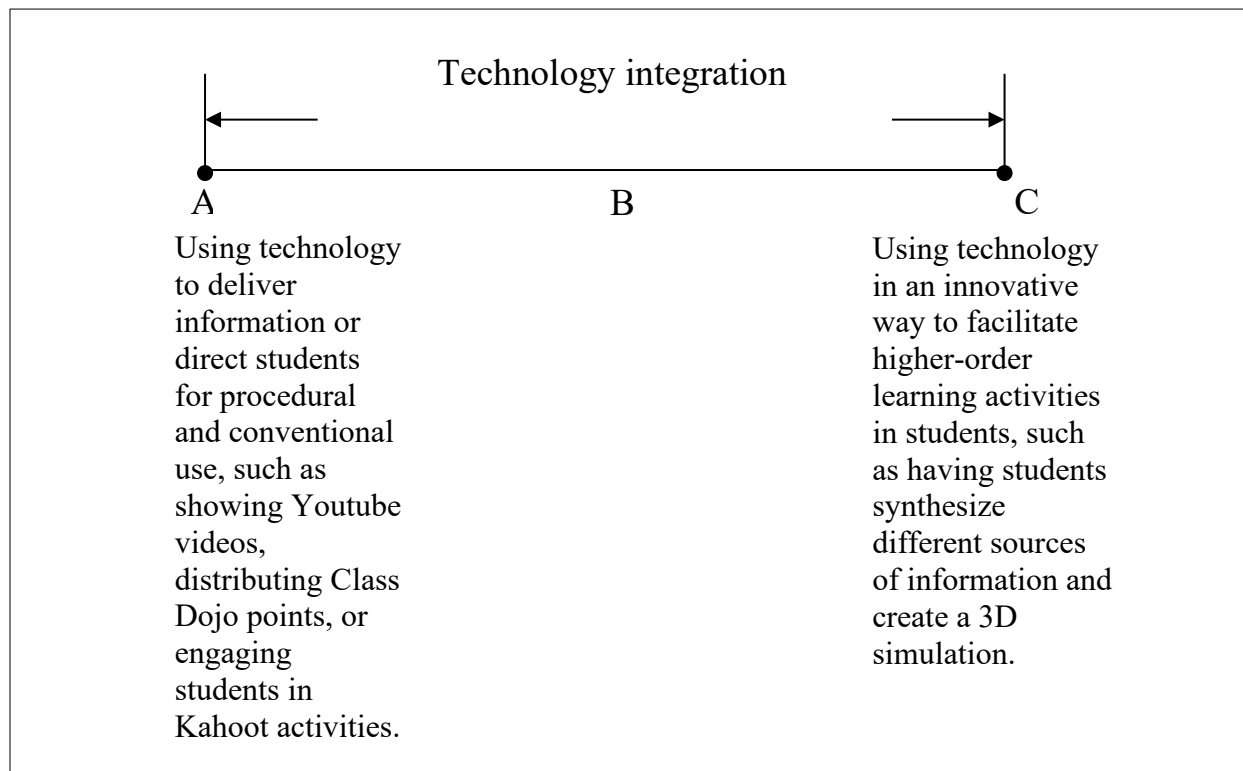 Technology integration
A
B
C
Using technology
to deliver
information or
direct students
for procedural
and conventional
use, such as
showing Youtube
videos,
distributing Class
Dojo points, or
engaging
students in
Kahoot activities.
Using technology
in an innovative
way to facilitate
higher-order
learning activities
in students, such
as having students
synthesize
different sources
of information and
create a 3D
simulation.